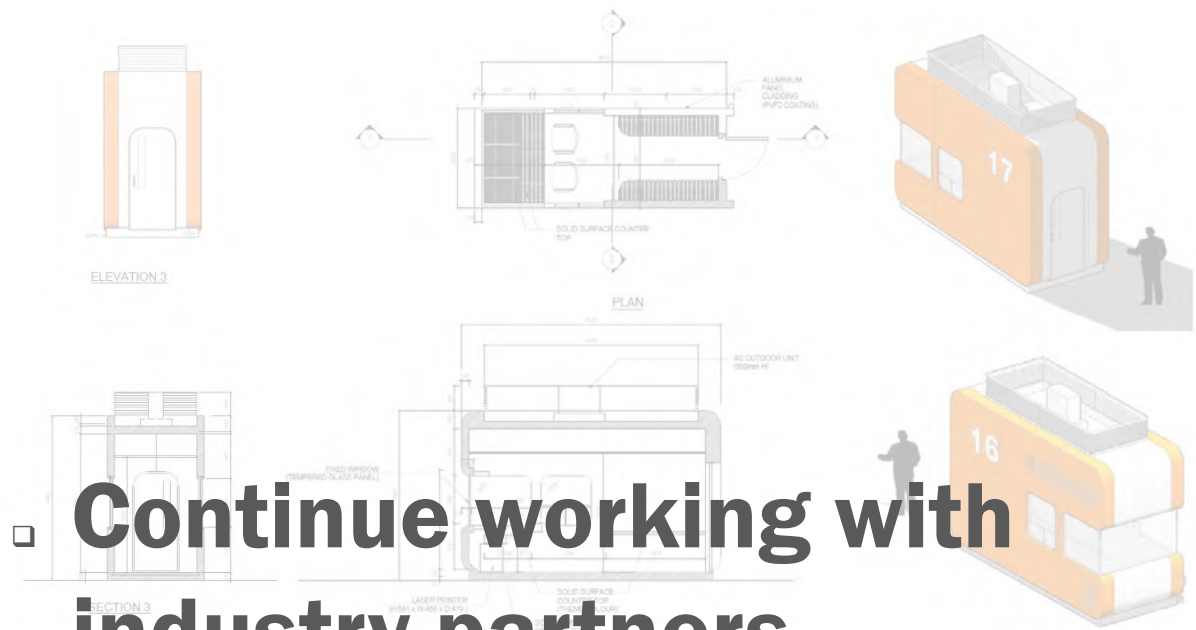 ALUMINIUM
PANEL
CLADDING
(PVF2 COATING)
17
SOLID SURFACE COUNTER
TOP
ELEVATION 3
PLAN
AC OUTDOOR UNIT
(550mm H)
16
FIXED WINDOW
(TEMPERED GLASS PANEL)
❑ Continue working with
industry partners
LASER PRINTER
SOLID SURFACE
COUNTER TOP
SECTION 3